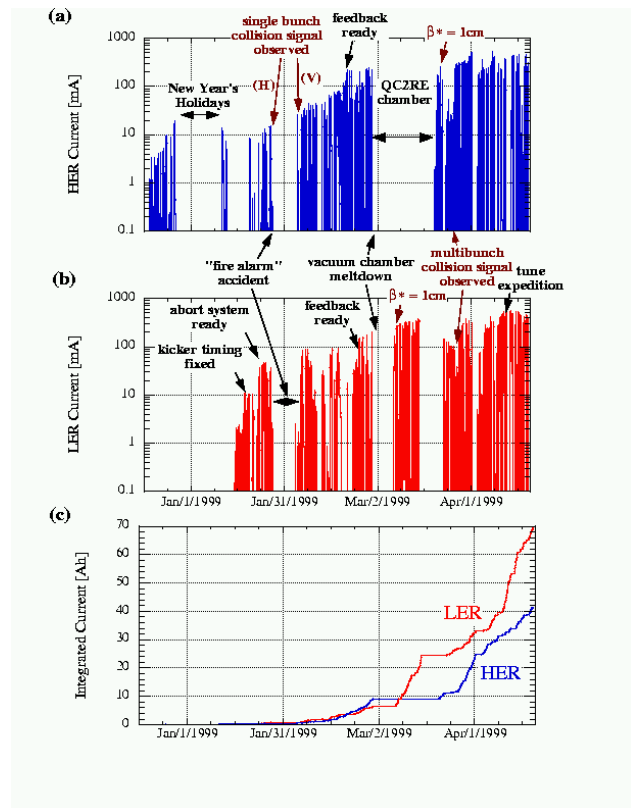 (a)
single bunch
collision signal
observed
feedback
ready
β* = 1cm
New Year's
Holidays
(H)
(V)
QC2RE
chamber
HER Current [mA]
1000
100
10
1
0.1
"fire alarm"
accident
vacuum chamber
meltdown
multibunch
collision signal
observed
tune
expedition
(b)
abort system
ready
kicker timing
fixed
feedback
ready
β* = 1cm
LER Current [mA]
1000
100
10
1
0.1
Jan/1/1999
Jan/31/1999
Mar/2/1999
Apr/1/1999
(c)
Integrated Current [Ah]
70
60
50
40
30
20
10
0
LER
HER
Jan/1/1999
Jan/31/1999
Mar/2/1999
Apr/1/1999